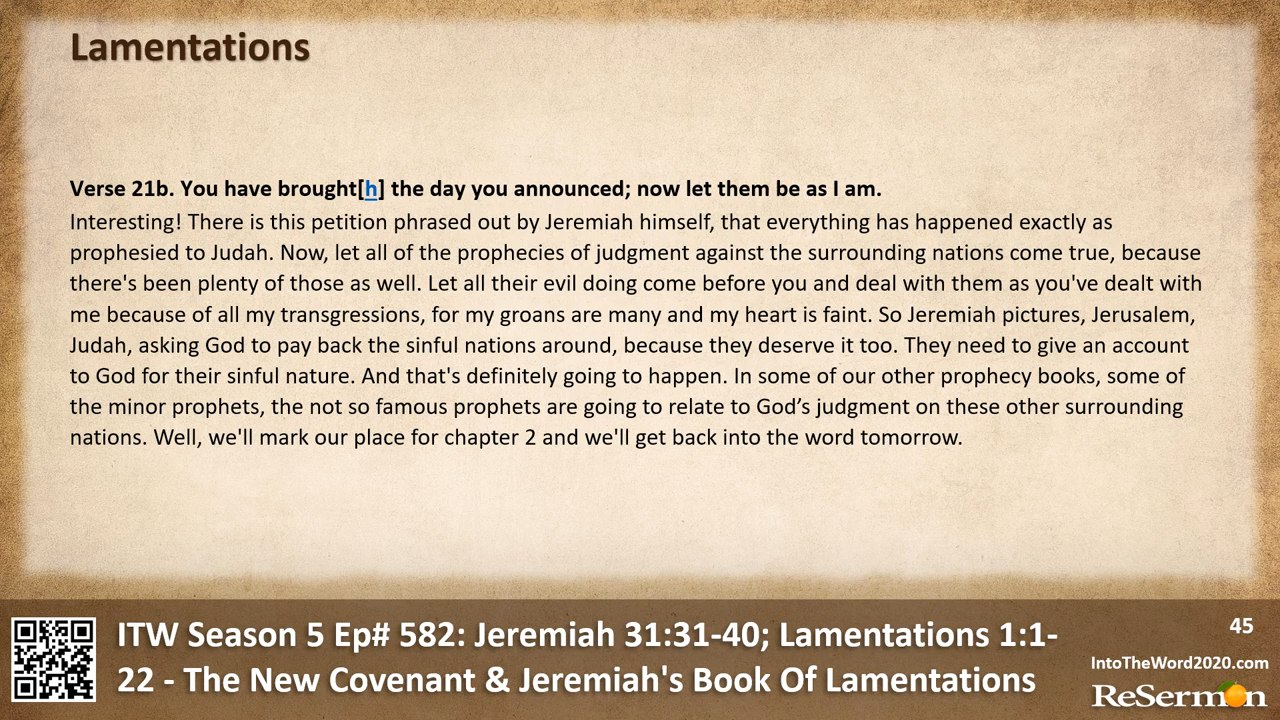 Lamentations
Verse 21b. You have brought[h] the day you announced; now let them be as I am.
Interesting! There is this petition phrased out by Jeremiah himself, that everything has happened exactly as
prophesied to Judah. Now, let all of the prophecies of judgment against the surrounding nations come true, because
there's been plenty of those as well. Let all their evil doing come before you and deal with them as you've dealt with
me because of all my transgressions, for my groans are many and my heart is faint. So Jeremiah pictures, Jerusalem,
Judah, asking God to pay back the sinful nations around, because they deserve it too. They need to give an account
to God for their sinful nature. And that's definitely going to happen. In some of our other prophecy books, some of
the minor prophets, the not so famous prophets are going to relate to God’s judgment on these other surrounding
nations. Well, we'll mark our place for chapter 2 and we'll get back into the word tomorrow.
ITW Season 5 Ep# 582: Jeremiah 31:31-40; Lamentations 1:1-
22 - The New Covenant & Jeremiah's Book Of Lamentations
45
IntoTheWord2020.com
ReSermon